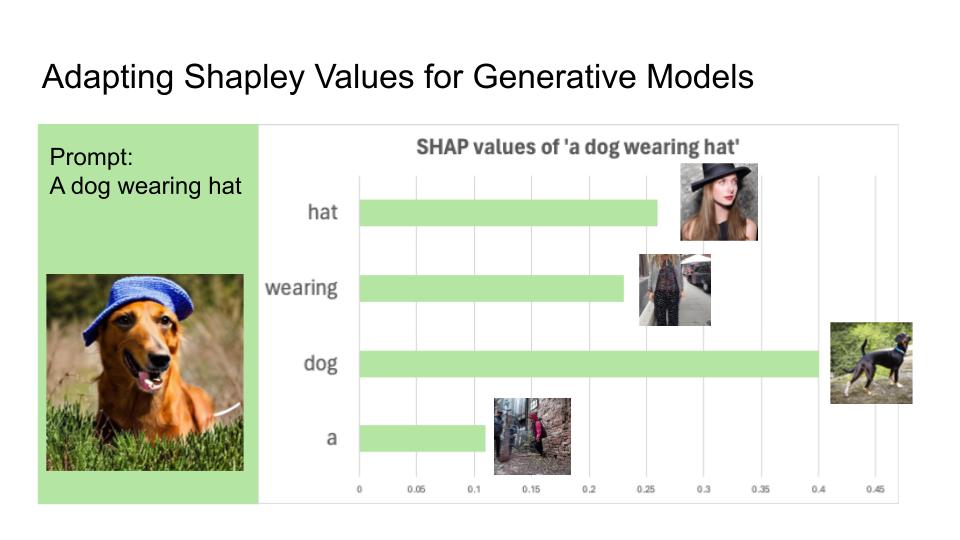 Adapting Shapley Values for Generative Models
Prompt:
A dog wearing hat
SHAP values of 'a dog wearing hat'
hat
wearing
dog
a
0 0.05 0.1 0.15 0.2 0.25 0.3 0.35 0.4 0.45